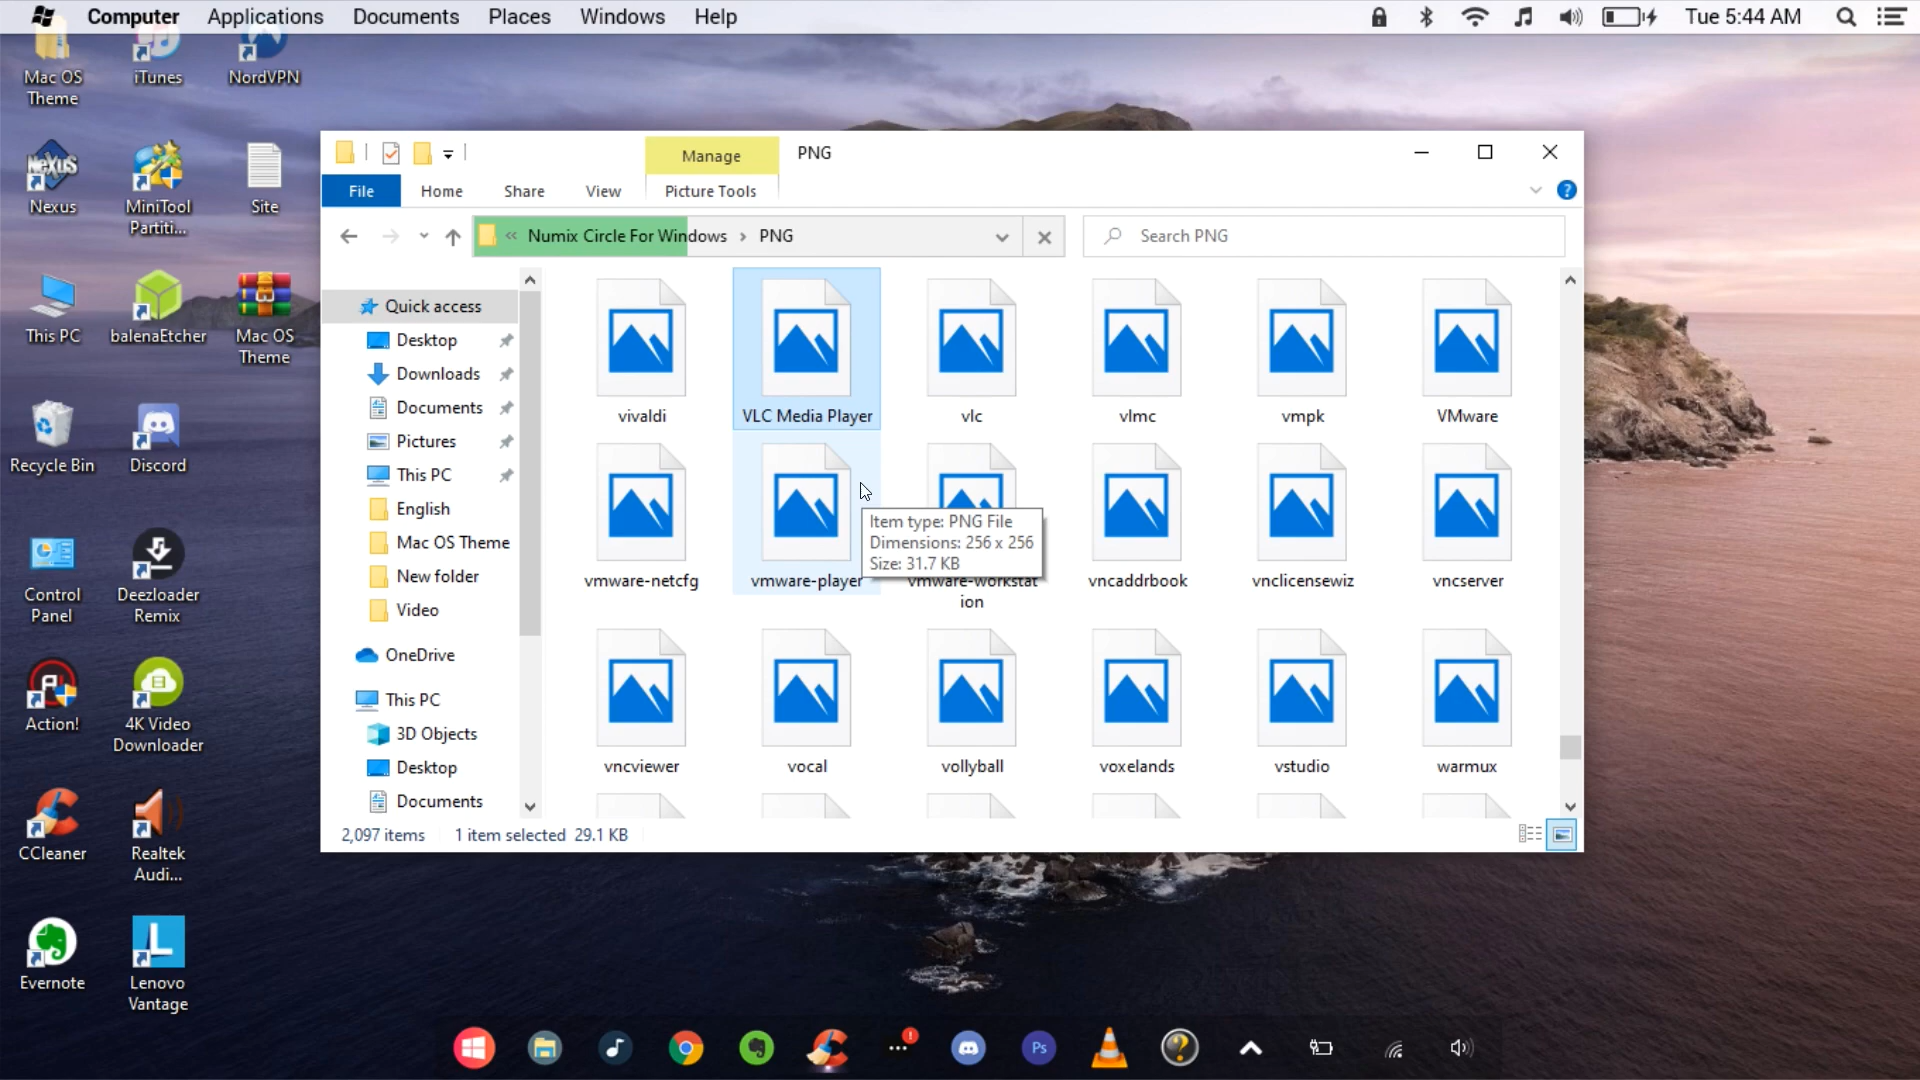 Computer Applications Documents Places Windows Help Tue 5:44 AM
Mac OS Theme
iTunes
NordVPN
Nexus
MiniTool Partiti...
Site
This PC
balenaEtcher
Mac OS Theme
Recycle Bin
Discord
Control Panel
Deezloader Remix
Action!
4K Video Downloader
CCleaner
Realtek Audi...
Evernote
Lenovo Vantage
Manage PNG
File Home Share View Picture Tools
« Numix Circle For Windows › PNG
Search PNG
Quick access
Desktop
Downloads
Documents
Pictures
This PC
English
Mac OS Theme
New folder
Video
OneDrive
This PC
3D Objects
Desktop
Documents
vivaldi VLC Media Player vlc vlmc vmpk VMware
Item type: PNG File
Dimensions: 256 x 256
Size: 31.7 KB
vmware-netcfg vmware-player vmware-workstat vncaddrbook vnclicensewiz vncserver
ion
vncviewer vocal vollyball voxelands vstudio warmux
2,097 items 1 item selected 29.1 KB
Ps